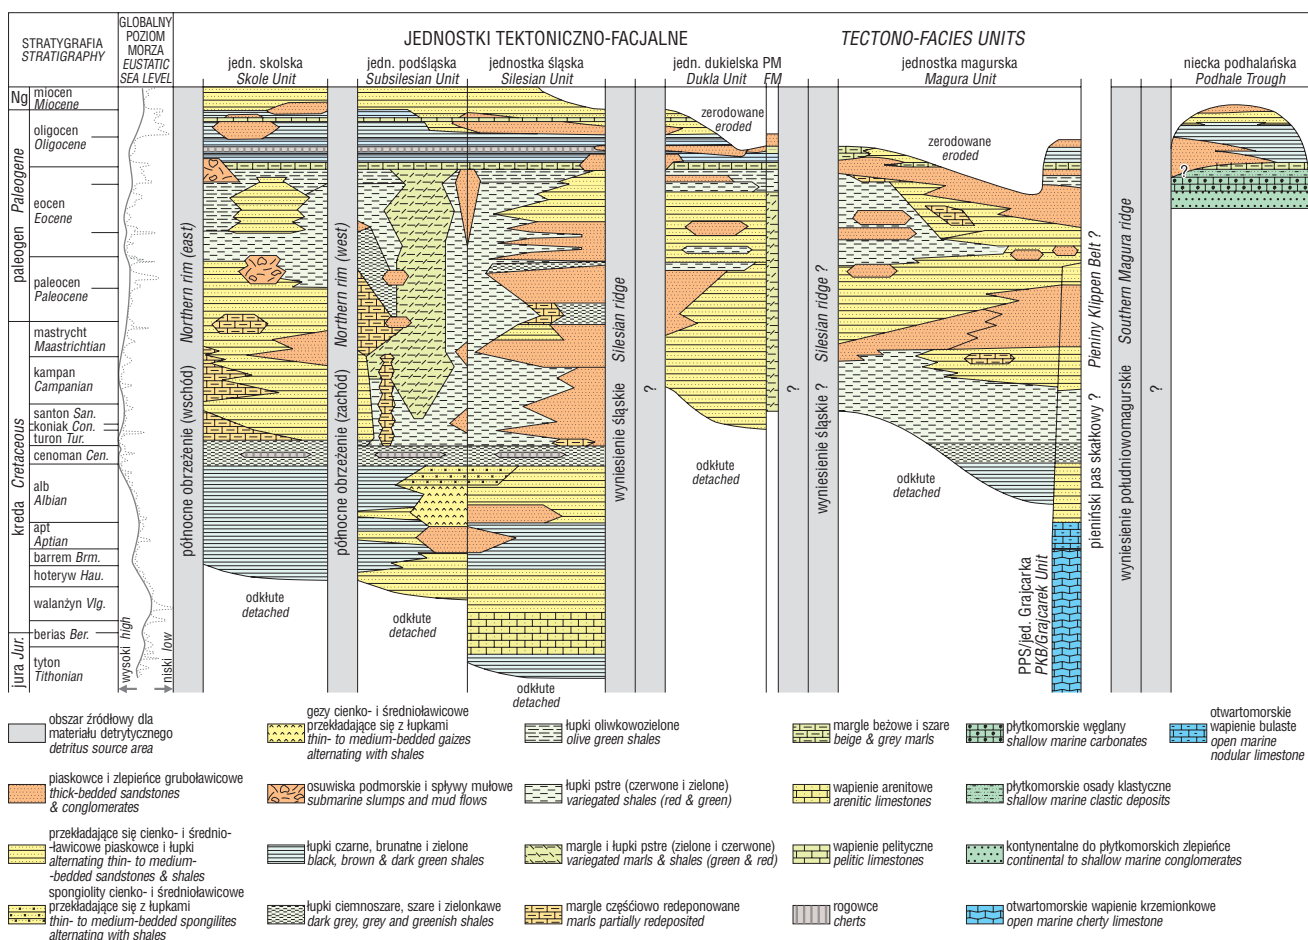 STRATYGRAFIA
STRATIGRAPHY
GLOBALNY
POZIOM
MORZA
EUSTATIC
SEA LEVEL
JEDNOSTKI TEKTONICZNO-FACJALNE
TECTONO-FACIES UNITS
jedn. skolska
Skole Unit
jedn. podśląska
Subsilesian Unit
jednostka śląska
Silesian Unit
jedn. dukielska PM
Dukla Unit FM
jednostka magurska
Magura Unit
niecka podhalańska
Podhale Trough
Ng
miocen
Miocene
paleogen Paleogene
oligocen
Oligocene
eocen
Eocene
paleocen
Paleocene
kreda Cretaceous
mastrycht
Maastrichtian
kampan
Campanian
santon San.
koniak Con.
turon Tur.
cenoman Cen.
alb
Albian
apt
Aptian
barrem Brm.
hoteryw Hau.
walanżyn Vlg.
berias Ber.
jura Jur.
tyton
Tithonian
wysoki high
niski low
północne obrzeżenie (wschód)
Northern rim (east)
północne obrzeżenie (zachód)
Northern rim (west)
wyniesienie śląskie
Silesian ridge
?
?
wyniesienie śląskie ?
Silesian ridge ?
pieniński pas skałkowy ?
Pieniny Klippen Belt ?
wyniesienie południowomagurskie
Southern Magura ridge
?
?
zerodowane
eroded
zerodowane
eroded
odkłute
detached
odkłute
detached
odkłute
detached
odkłute
detached
odkłute
detached
PPS/jed. Grajcarka
PKB/Grajcarek Unit
obszar źródłowy dla
materiału detrytycznego
detritus source area
piaskowce i zlepieńce gruboławicowe
thick-bedded sandstones
& conglomerates
przekładające się cienko- i średnio-
-ławicowe piaskowce i łupki
alternating thin- to medium-
-bedded sandstones & shales
spongiolity cienko- i średnioławicowe
przekładające się z łupkami
thin- to medium-bedded spongilites
alternating with shales
gezy cienko- i średnioławicowe
przekładające się z łupkami
thin- to medium-bedded gaizes
alternating with shales
osuwiska podmorskie i spływy mułowe
submarine slumps and mud flows
łupki czarne, brunatne i zielone
black, brown & dark green shales
łupki ciemnoszare, szare i zielonkawe
dark grey, grey and greenish shales
łupki oliwkowozielone
olive green shales
łupki pstre (czerwone i zielone)
variegated shales (red & green)
margle i łupki pstre (zielone i czerwone)
variegated marls & shales (green & red)
margle częśćiowo redeponowane
marls partially redeposited
margle beżowe i szare
beige & grey marls
wapienie arenitowe
arenitic limestones
wapienie pelityczne
pelitic limestones
rogowce
cherts
płytkomorskie węglany
shallow marine carbonates
płytkomorskie osady klastyczne
shallow marine clastic deposits
kontynentalne do płytkomorskich zlepieńce
continental to shallow marine conglomerates
otwartomorskie wapienie krzemionkowe
open marine cherty limestone
otwartomorskie
wapienie bulaste
open marine
nodular limestone